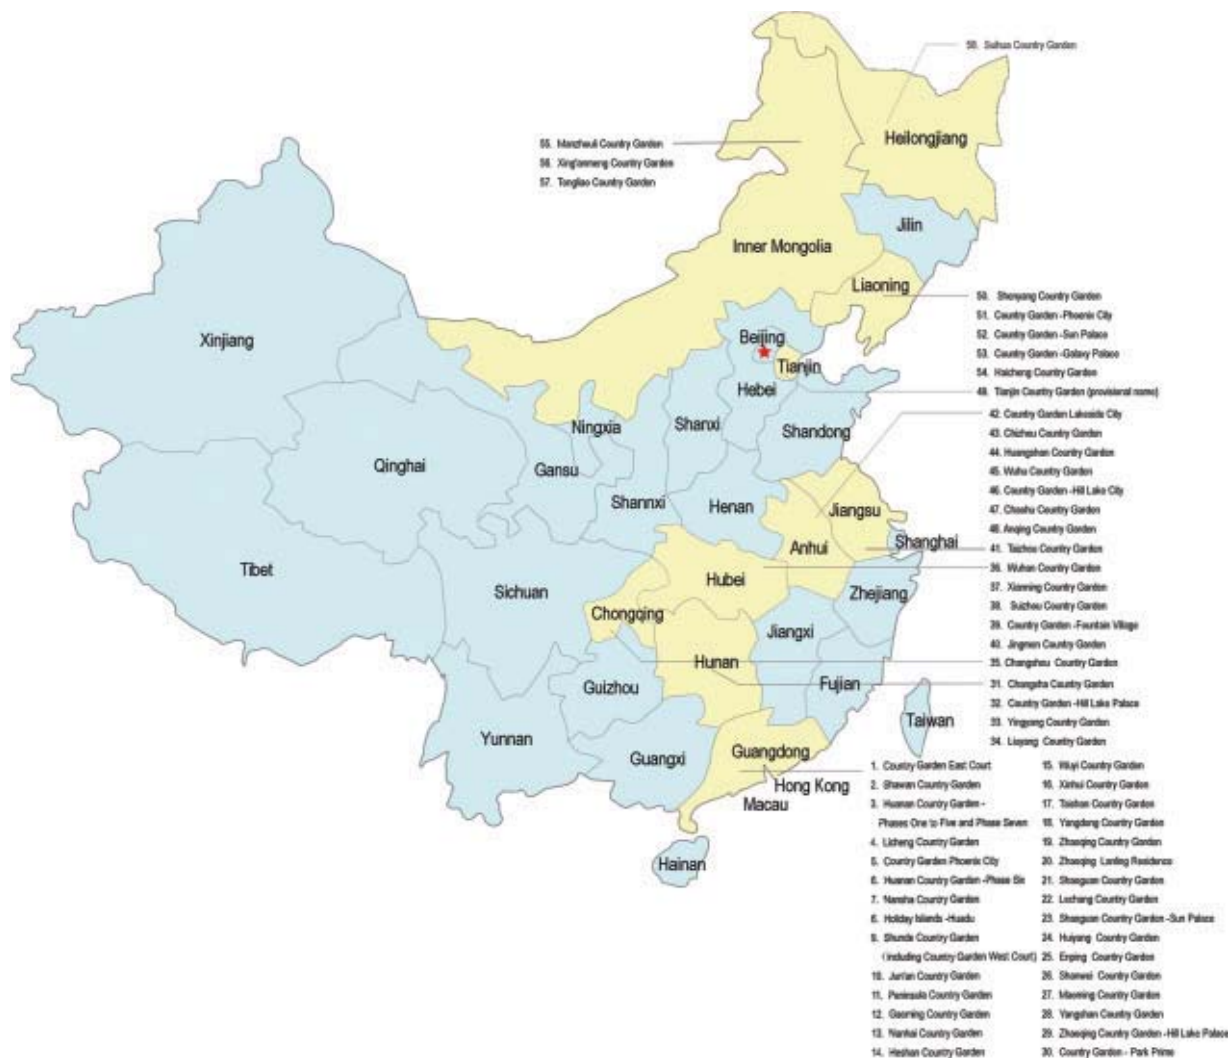 58. Suihua Country Garden
Heilongjiang
55. Manzhouli Country Garden
56. Xing'anmeng Country Garden
57. Tongliao Country Garden
Jilin
Inner Mongolia
Liaoning
50. Shenyang Country Garden
51. Country Garden -Phoenix City
52. Country Garden -Sun Palace
53. Country Garden -Galaxy Palace
54. Haicheng Country Garden
49. Tianjin Country Garden (provisional name)
Beijing
Tianjin
Hebei
Xinjiang
Ningxia
Shanxi
Shandong
Qinghai
Gansu
Shannxi
Henan
Jiangsu
Anhui
Shanghai
42. Country Garden Lakeside City
43. Chizhou Country Garden
44. Huangshan Country Garden
45. Wuhu Country Garden
46. Country Garden -Hill Lake City
47. Chaohu Country Garden
48. Anqing Country Garden
41. Taizhou Country Garden
36. Wuhan Country Garden
37. Xianning Country Garden
38. Suizhou Country Garden
39. Country Garden -Fountain Village
40. Jingmen Country Garden
35. Changshou Country Garden
31. Changsha Country Garden
32. Country Garden -Hill Lake Palace
33. Yingyang Country Garden
34. Liuyang Country Garden
Tibet
Sichuan
Hubei
Chongqing
Zhejiang
Jiangxi
Hunan
Guizhou
Fujian
Taiwan
Yunnan
Guangxi
Guangdong
Hong Kong
Macau
Hainan
1. Country Garden East Court
2. Shawan Country Garden
3. Huanan Country Garden -
Phases One to Five and Phase Seven
4. Licheng Country Garden
5. Country Garden Phoenix City
6. Huanan Country Garden -Phase Six
7. Nansha Country Garden
8. Holiday Islands -Huadu
9. Shunde Country Garden
(Including Country Garden West Court)
10. Jun'an Country Garden
11. Peninsula Country Garden
12. Gaoming Country Garden
13. Nanhai Country Garden
14. Heshan Country Garden
15. Wuyi Country Garden
16. Xinhui Country Garden
17. Taishan Country Garden
18. Yangdong Country Garden
19. Zhaoqing Country Garden
20. Zhaoqing Lanling Residence
21. Shaoguan Country Garden
22. Lechang Country Garden
23. Shaoguan Country Garden -Sun Palace
24. Huiyang Country Garden
25. Enping Country Garden
26. Shanwei Country Garden
27. Maoming Country Garden
28. Yangshan Country Garden
29. Zhaoqing Country Garden -Hill Lake Palace
30. Country Garden - Park Prime